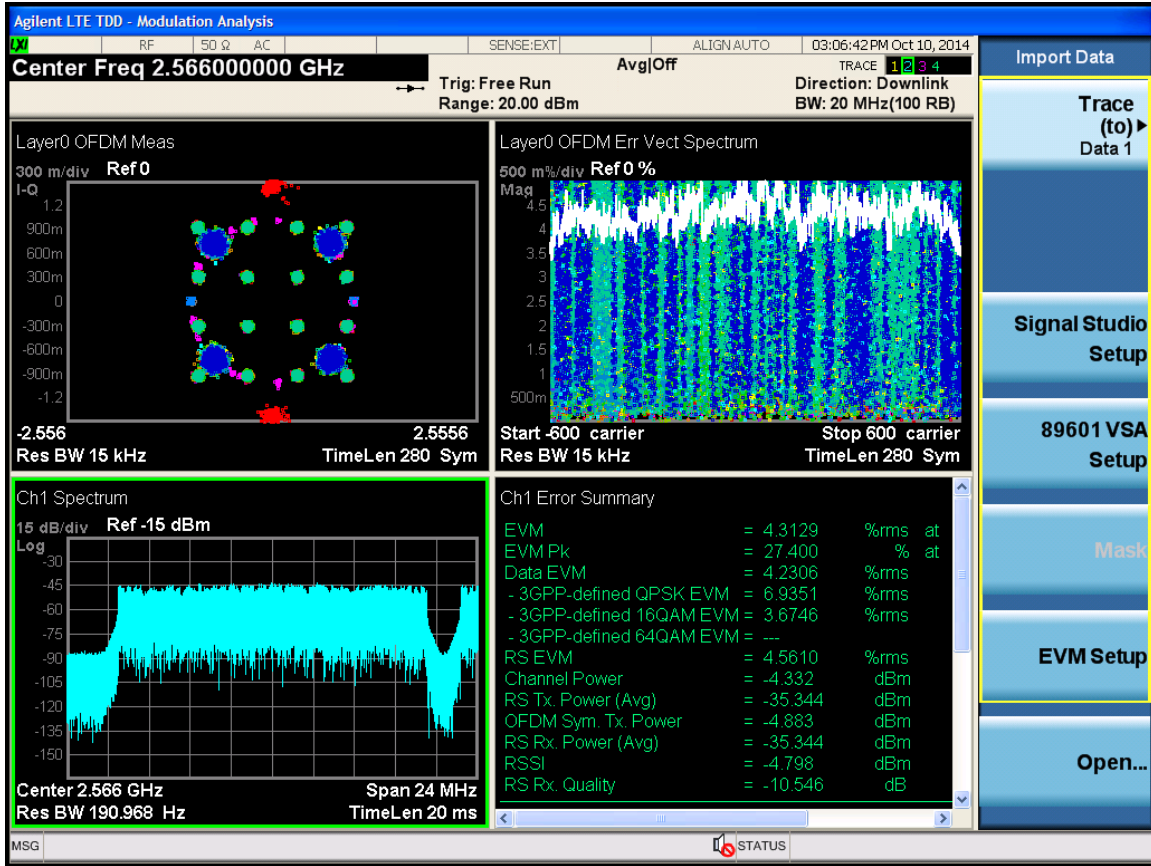 Agilent LTE TDD - Modulation Analysis
LXI RF 50 Ω AC SENSE:EXT ALIGN AUTO 03:06:42 PM Oct 10, 2014
Center Freq 2.566000000 GHz
Avg|Off
TRACE 1 2 3 4
Trig: Free Run
Direction: Downlink
Range: 20.00 dBm
BW: 20 MHz(100 RB)
Layer0 OFDM Meas
300 m/div Ref 0
I-Q
1.2
900m
600m
300m
0
-300m
-600m
-900m
-1.2
-2.556 2.5556
Res BW 15 kHz TimeLen 280 Sym
Layer0 OFDM Err Vect Spectrum
500 m%/div Ref 0 %
Mag
4.5
4
3.5
3
2.5
2
1.5
1
500m
Start -600 carrier Stop 600 carrier
Res BW 15 kHz TimeLen 280 Sym
Ch1 Spectrum
15 dB/div Ref -15 dBm
Log
-30
-45
-60
-75
-90
-105
-120
-135
-150
Center 2.566 GHz Span 24 MHz
Res BW 190.968 Hz TimeLen 20 ms
Ch1 Error Summary
EVM = 4.3129 %rms at
EVM Pk = 27.400 % at
Data EVM = 4.2306 %rms
- 3GPP-defined QPSK EVM = 6.9351 %rms
- 3GPP-defined 16QAM EVM = 3.6746 %rms
- 3GPP-defined 64QAM EVM = ---
RS EVM = 4.5610 %rms
Channel Power = -4.332 dBm
RS Tx. Power (Avg) = -35.344 dBm
OFDM Sym. Tx. Power = -4.883 dBm
RS Rx. Power (Avg) = -35.344 dBm
RSSI = -4.798 dBm
RS Rx. Quality = -10.546 dB
Import Data
Trace
(to)
Data 1
Signal Studio
Setup
89601 VSA
Setup
Mask
EVM Setup
Open...
MSG STATUS